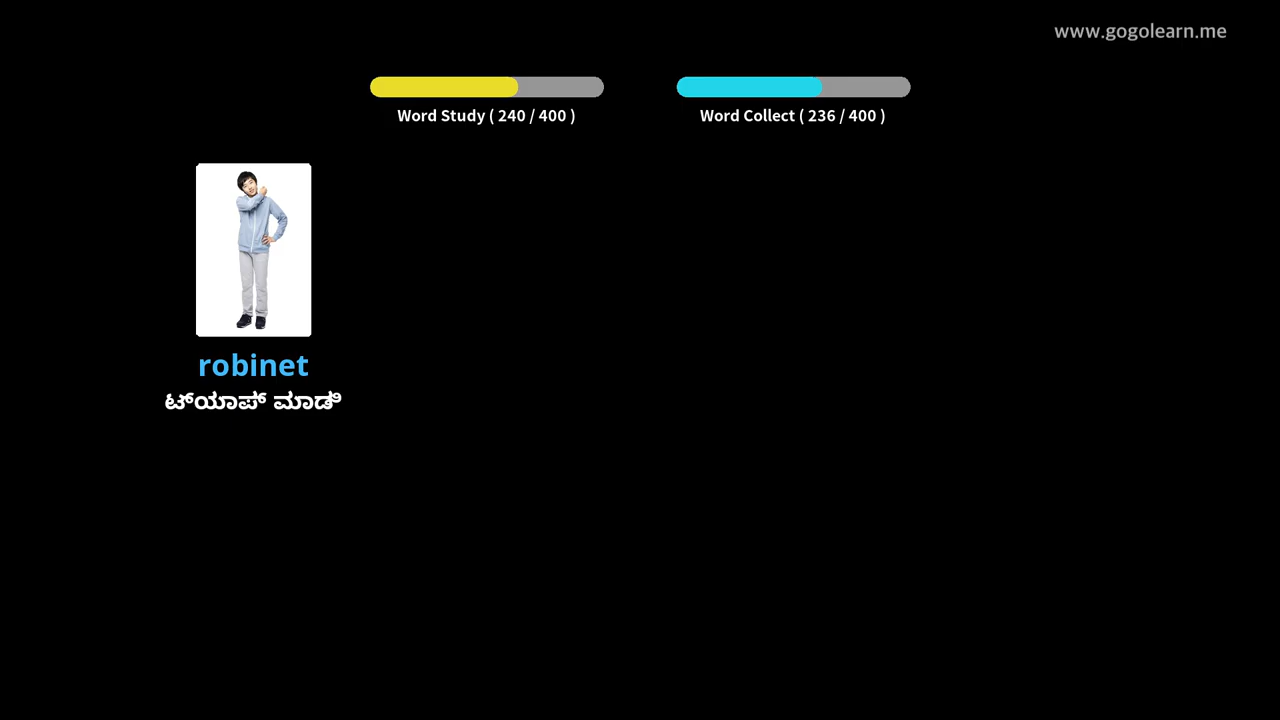 www.gogolearn.me
Word Study ( 240 / 400 )
Word Collect ( 236 / 400 )
robinet
ಟ್ಯಾಪ್ ಮಾಡಿ